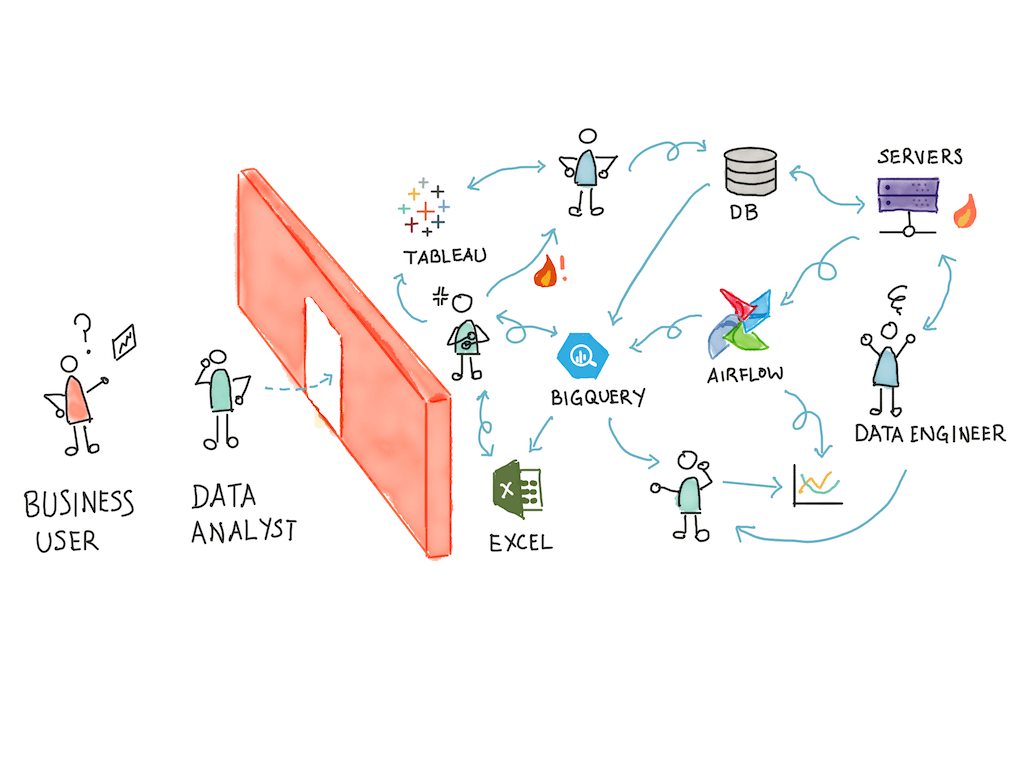 SERVERS
DB
TABLEAU
!
?
BIGQUERY
AIRFLOW
DATA ENGINEER
X
EXCEL
BUSINESS
USER
DATA
ANALYST